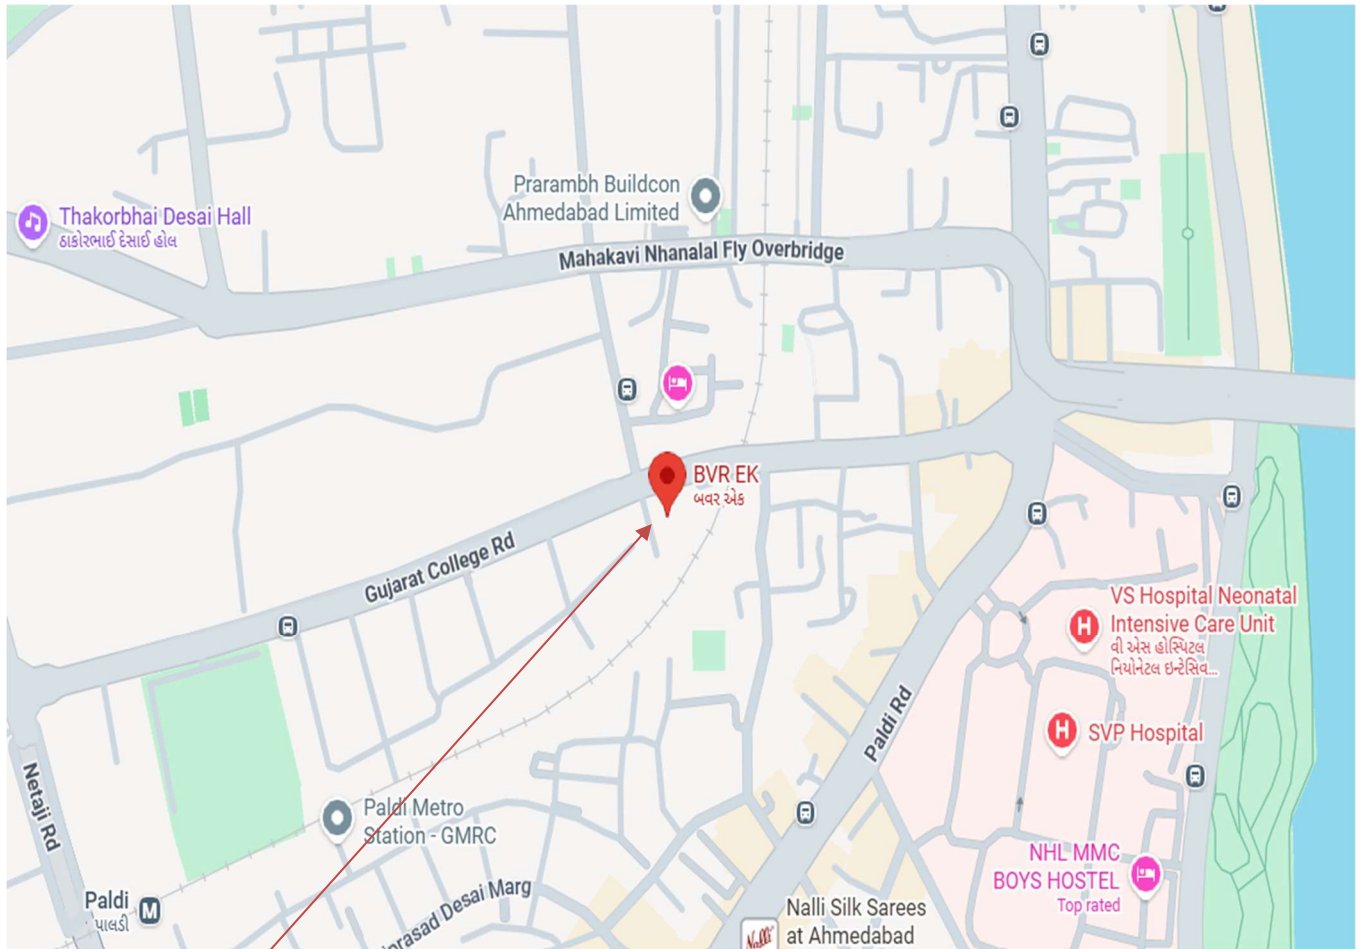 Prarambh Buildcon
Ahmedabad Limited
Thakorbhai Desai Hall
ઠાકોરભાઈ દેસાઈ હોલ
Mahakavi Nhanalal Fly Overbridge
BVR EK
બવર એક
Gujarat College Rd
VS Hospital Neonatal
Intensive Care Unit
વી એસ હોસ્પિટલ
નિયોનેટલ ઇન્ટેસિવ...
SVP Hospital
Paldi Rd
Netaji Rd
Paldi Metro
Station - GMRC
NHL MMC
BOYS HOSTEL
Top rated
Paldi
પાલડી
M
prasad Desai Marg
Nalli Silk Sarees
at Ahmedabad
Nalli
H
H